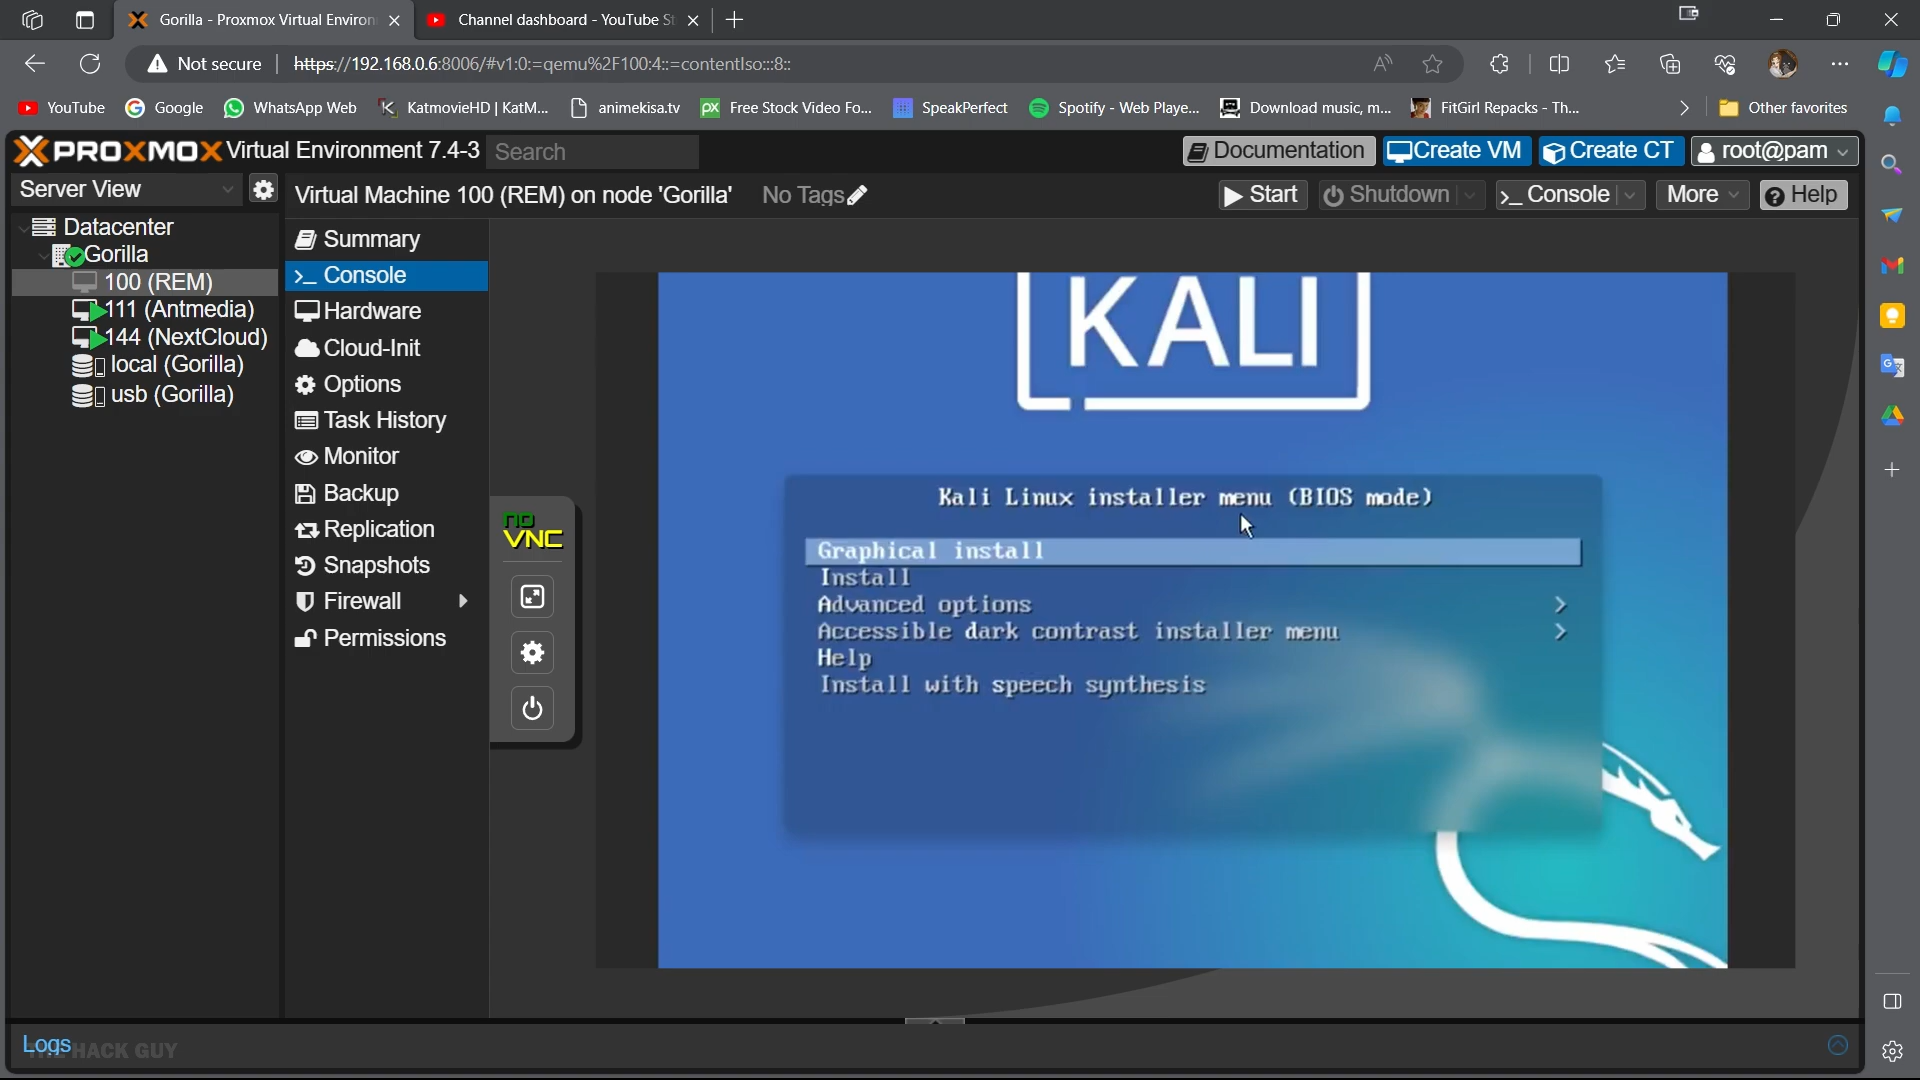 Gorilla - Proxmox Virtual Environ
Channel dashboard - YouTube St
Not secure
https://192.168.0.6:8006/#v1:0:=qemu%2F100:4::=contentIso:::8::
YouTube
Google
WhatsApp Web
KatmovieHD | KatM...
animekisa.tv
Free Stock Video Fo...
SpeakPerfect
Spotify - Web Playe...
Download music, m...
FitGirl Repacks - Th...
Other favorites
PROXMOX Virtual Environment 7.4-3
Search
Documentation
Create VM
Create CT
root@pam
Server View
Virtual Machine 100 (REM) on node 'Gorilla'
No Tags
Start
Shutdown
Console
More
Help
Datacenter
Gorilla
100 (REM)
111 (Antmedia)
144 (NextCloud)
local (Gorilla)
usb (Gorilla)
Summary
Console
Hardware
Cloud-Init
Options
Task History
Monitor
Backup
Replication
Snapshots
Firewall
Permissions
no
VNC
KALI
Kali Linux installer menu (BIOS mode)
Graphical install
Install
Advanced options
Accessible dark contrast installer menu
Help
Install with speech synthesis
Logs
THE HACK GUY